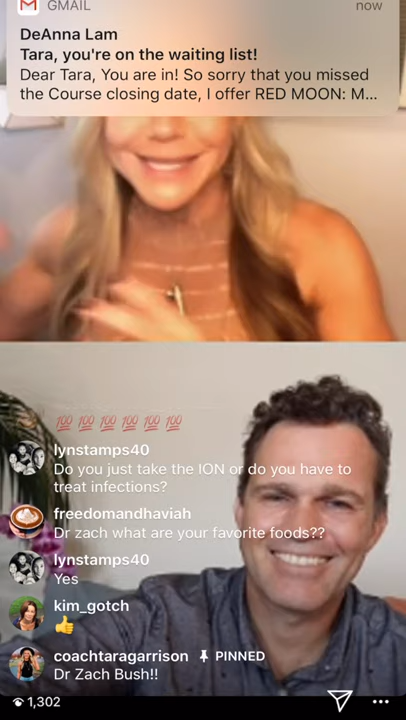 GMAIL
now
DeAnna Lam
Tara, you're on the waiting list!
Dear Tara, You are in! So sorry that you missed
the Course closing date, I offer RED MOON: M...
💯 💯 💯 💯 💯 💯
lynstamps40
Do you just take the ION or do you have to
treat infections?
freedomandhaviah
Dr zach what are your favorite foods??
lynstamps40
Yes
kim_gotch
👍
coachtaragarrison PINNED
Dr Zach Bush!!
1,302